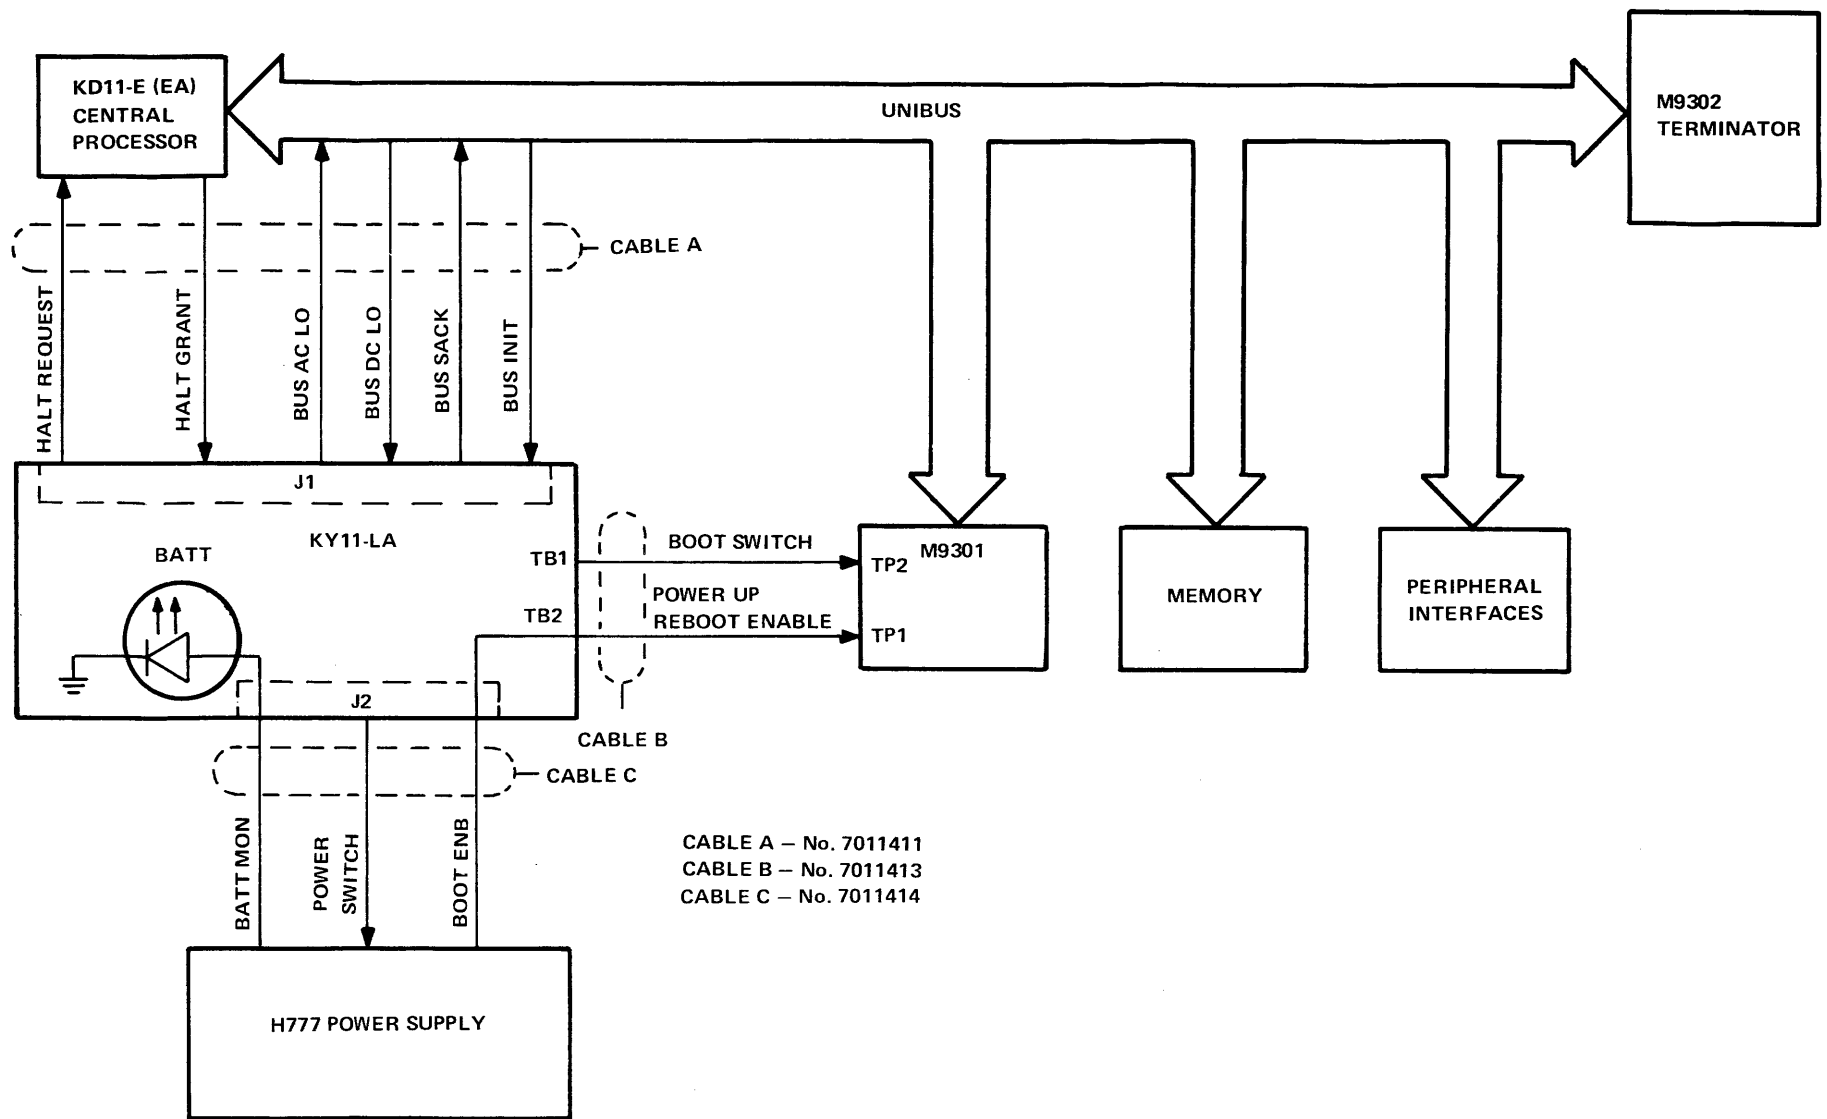 KD11-E (EA)
CENTRAL
PROCESSOR
UNIBUS
M9302
TERMINATOR
CABLE A
HALT REQUEST
HALT GRANT
BUS AC LO
BUS DC LO
BUS SACK
BUS INIT
J1
KY11-LA
BATT
TB1
TB2
J2
BOOT SWITCH
POWER UP
REBOOT ENABLE
TP2
M9301
TP1
MEMORY
PERIPHERAL
INTERFACES
CABLE B
CABLE C
BATT MON
POWER
SWITCH
BOOT ENB
CABLE A – No. 7011411
CABLE B – No. 7011413
CABLE C – No. 7011414
H777 POWER SUPPLY